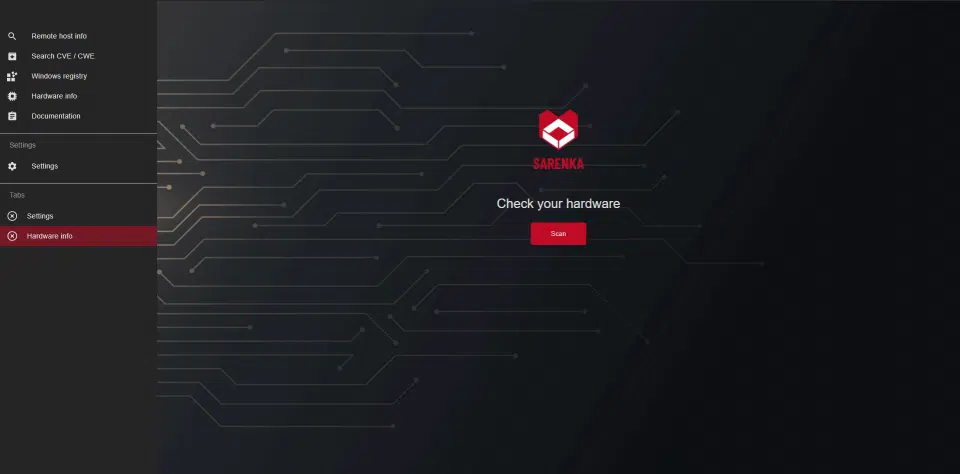 Remote host info
Search CVE / CWE
Windows registry
Hardware info
Documentation
Settings
Settings
Tabs
Settings
Hardware info
SARENKA
Check your hardware
Scan